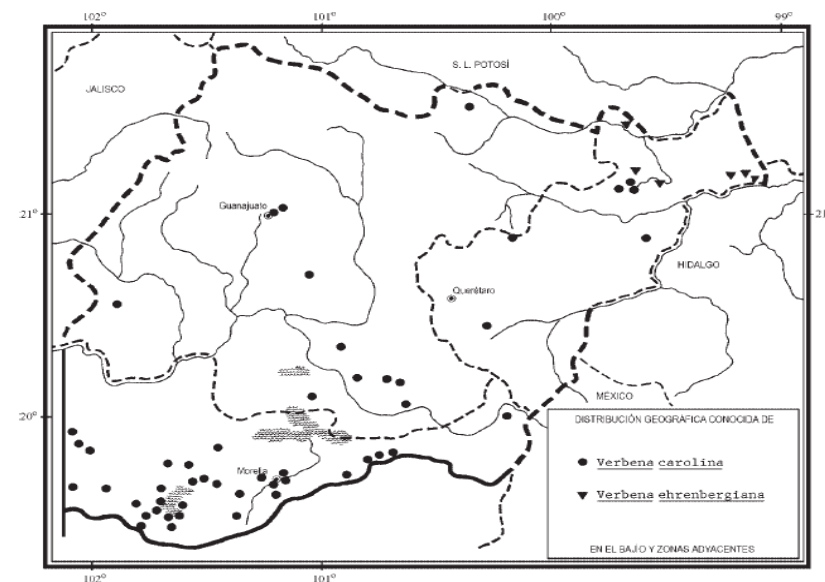 102° 101° 100° 99°
S. L. POTOSÍ
JALISCO
Guanajuato
21° 21
HIDALGO
Querétaro
MÉXICO
20°
DISTRIBUCIÓN GEOGRAFICA CONOCIDA DE
Verbena carolina
Morelia
Verbena ehrenbergiana
EN EL BAJÍO Y ZONAS ADYACENTES
102° 101°